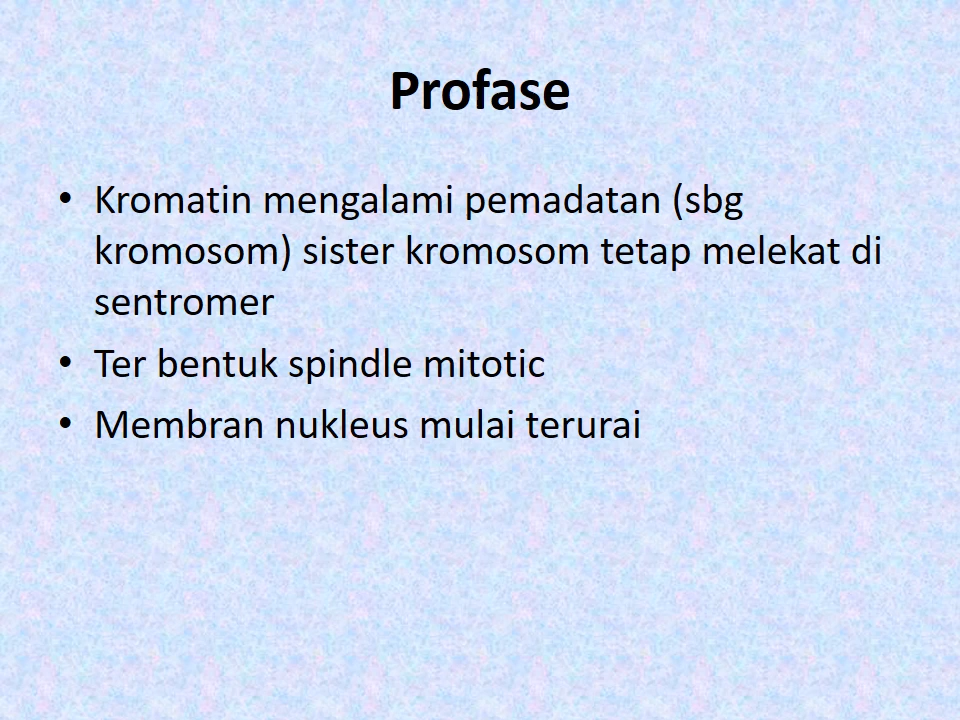 Profase
• Kromatin mengalami pemadatan (sbg
kromosom) sister kromosom tetap melekat di
sentromer
• Ter bentuk spindle mitotic
• Membran nukleus mulai terurai